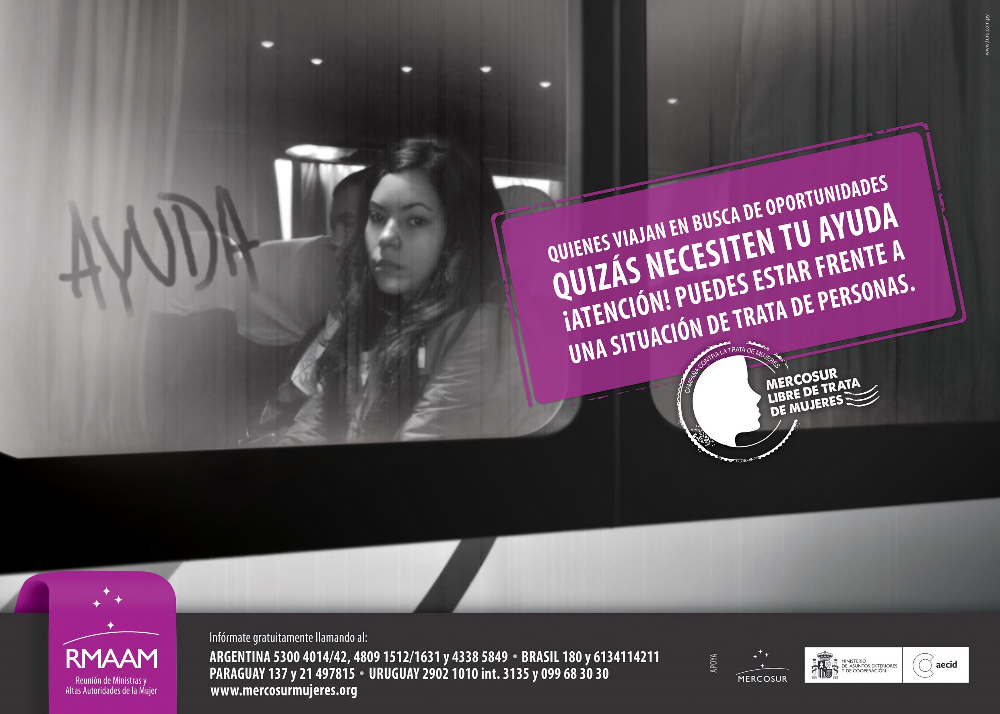 www.turu.com.py
AYUDA
QUIENES VIAJAN EN BUSCA DE OPORTUNIDADES
QUIZÁS NECESITEN TU AYUDA
¡ATENCIÓN! PUEDES ESTAR FRENTE A
UNA SITUACIÓN DE TRATA DE PERSONAS.
CAMPAÑA CONTRA LA TRATA DE MUJERES
MERCOSUR
LIBRE DE TRATA
DE MUJERES
RMAAM
Reunión de Ministras y
Altas Autoridades de la Mujer
Infórmate gratuitamente llamando al:
ARGENTINA 5300 4014/42, 4809 1512/1631 y 4338 5849 • BRASIL 180 y 6134114211
PARAGUAY 137 y 21 497815 • URUGUAY 2902 1010 int. 3135 y 099 68 30 30
www.mercosurmujeres.org
APOYA
MERCOSUR
MINISTERIO
DE ASUNTOS EXTERIORES
Y DE COOPERACIÓN
aecid